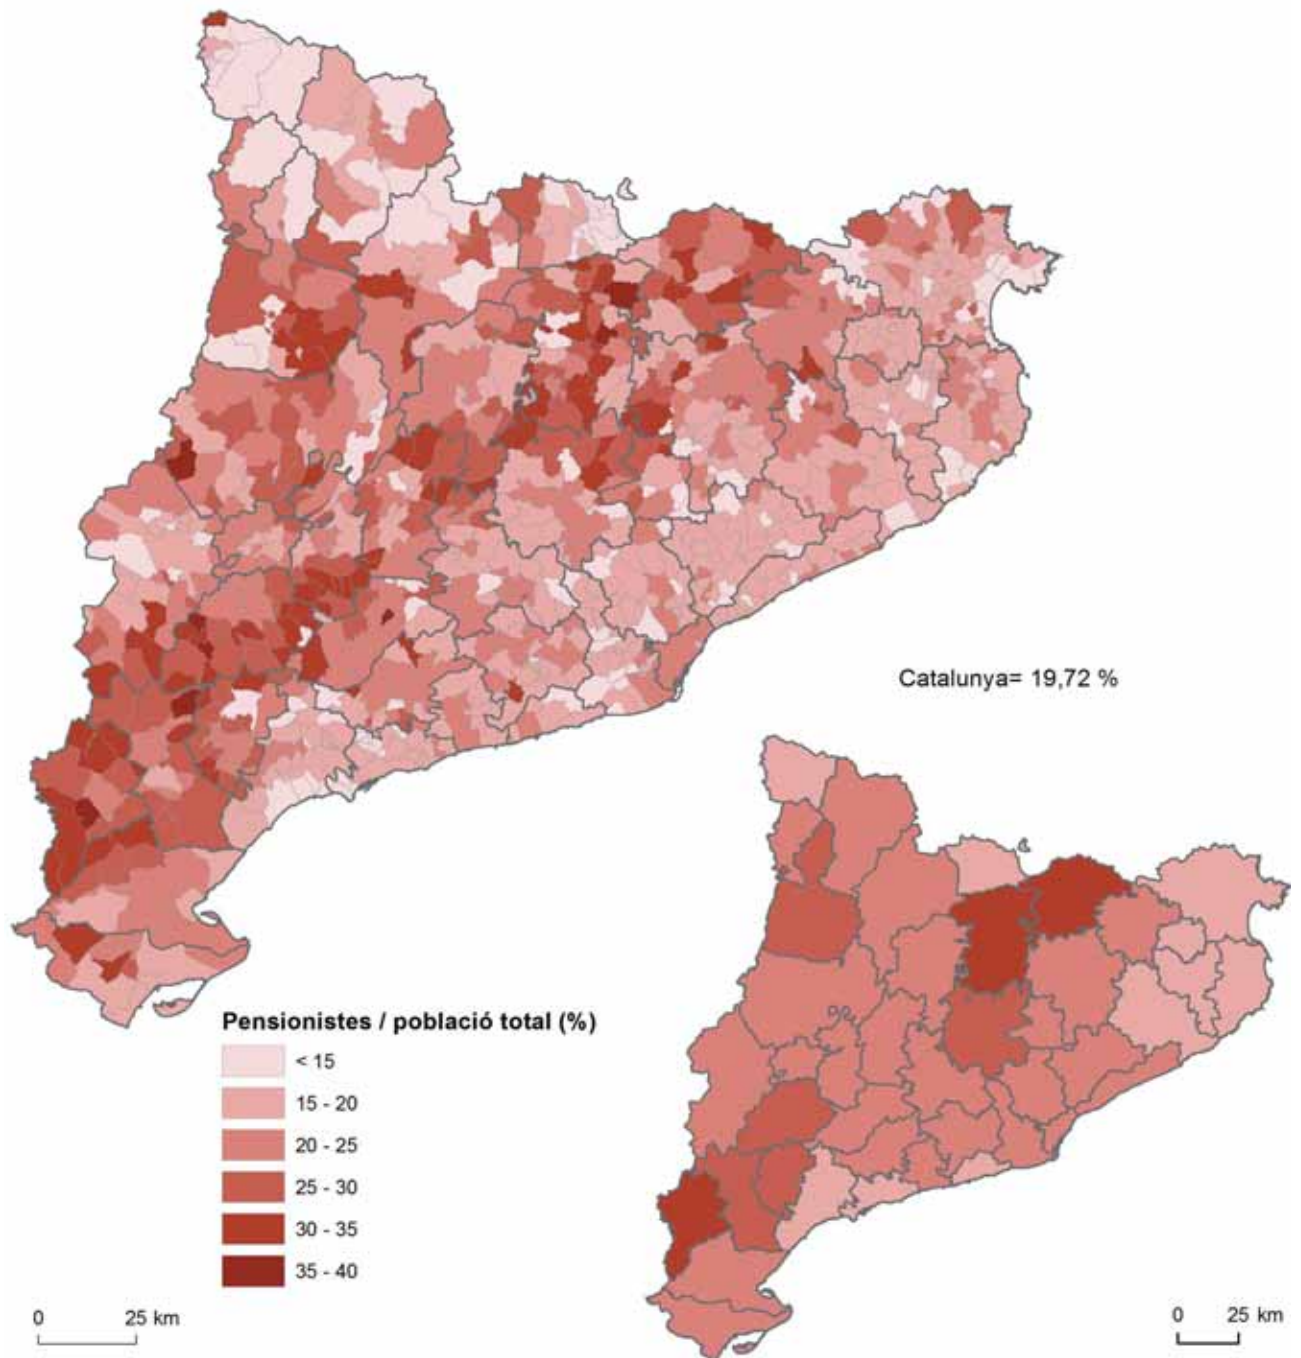 Catalunya= 19,72 %
Pensionistes / població total (%)
< 15
15 - 20
20 - 25
25 - 30
30 - 35
35 - 40
0 25 km
0 25 km